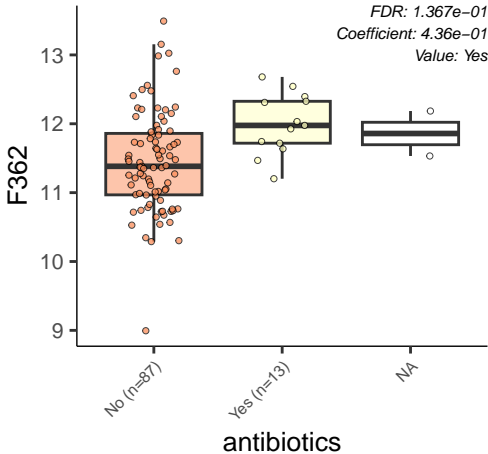 FDR: 1.367e−01
Coefficient: 4.36e−01
Value: Yes
13
12
11
10
9
F362
No (n=87)
Yes (n=13)
NA
antibiotics